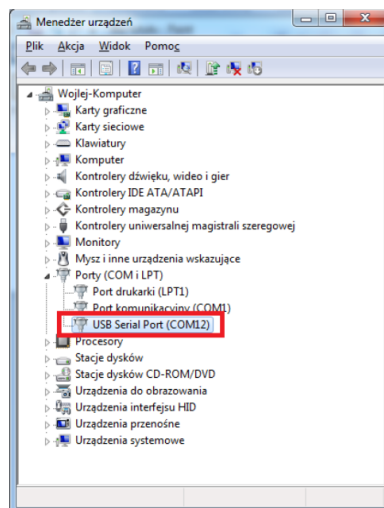 Menedżer urządzeń
Plik Akcja Widok Pomoc
Wojlej-Komputer
Karty graficzne
Karty sieciowe
Klawiatury
Komputer
Kontrolery dźwięku, wideo i gier
Kontrolery IDE ATA/ATAPI
Kontrolery magazynu
Kontrolery uniwersalnej magistrali szeregowej
Monitory
Mysz i inne urządzenia wskazujące
Porty (COM i LPT)
Port drukarki (LPT1)
Port komunikacyjny (COM1)
USB Serial Port (COM12)
Procesory
Stacje dysków
Stacje dysków CD-ROM/DVD
Urządzenia do obrazowania
Urządzenia interfejsu HID
Urządzenia przenośne
Urządzenia systemowe